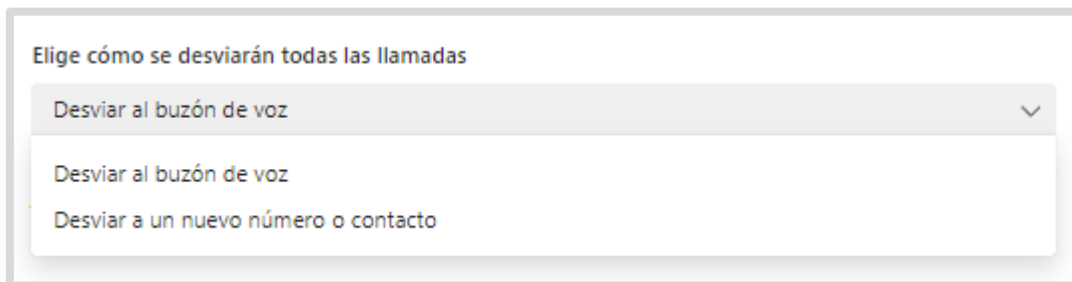 Elige cómo se desviarán todas las llamadas
Desviar al buzón de voz
Desviar al buzón de voz
Desviar a un nuevo número o contacto